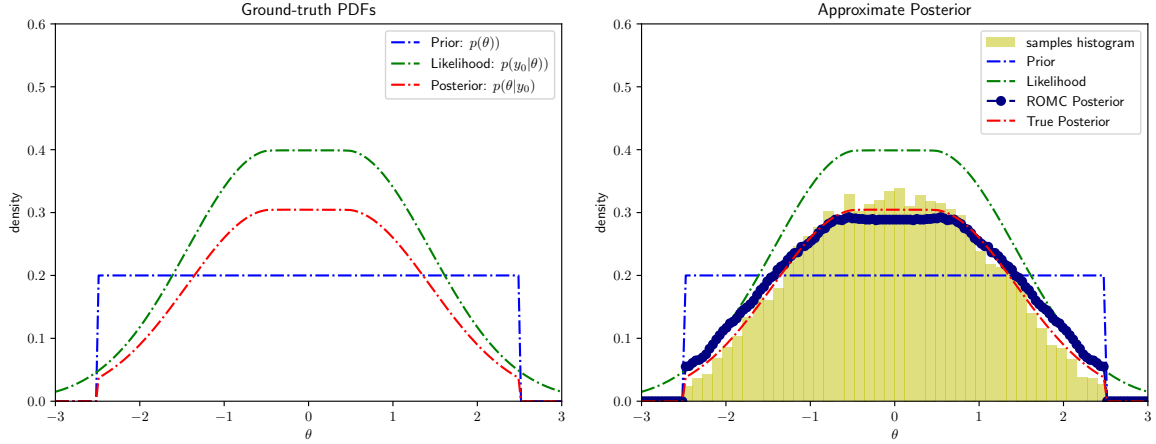 Ground-truth PDFs
0.6
0.5
0.4
0.3
0.2
0.1
0.0
density
−3
−2
−1
0
1
2
3
θ
Prior: p(θ))
Likelihood: p(y₀|θ))
Posterior: p(θ|y₀)
Approximate Posterior
0.6
0.5
0.4
0.3
0.2
0.1
0.0
density
−3
−2
−1
0
1
2
3
θ
samples histogram
Prior
Likelihood
ROMC Posterior
True Posterior